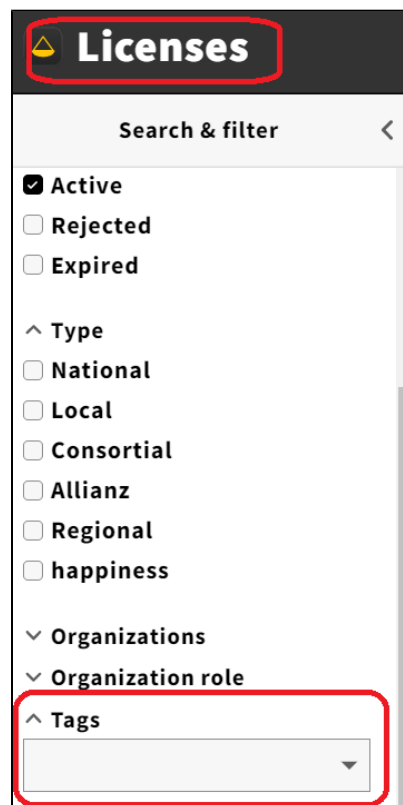 Licenses
Search & filter
Active
Rejected
Expired
Type
National
Local
Consortial
Allianz
Regional
happiness
Organizations
Organization role
Tags